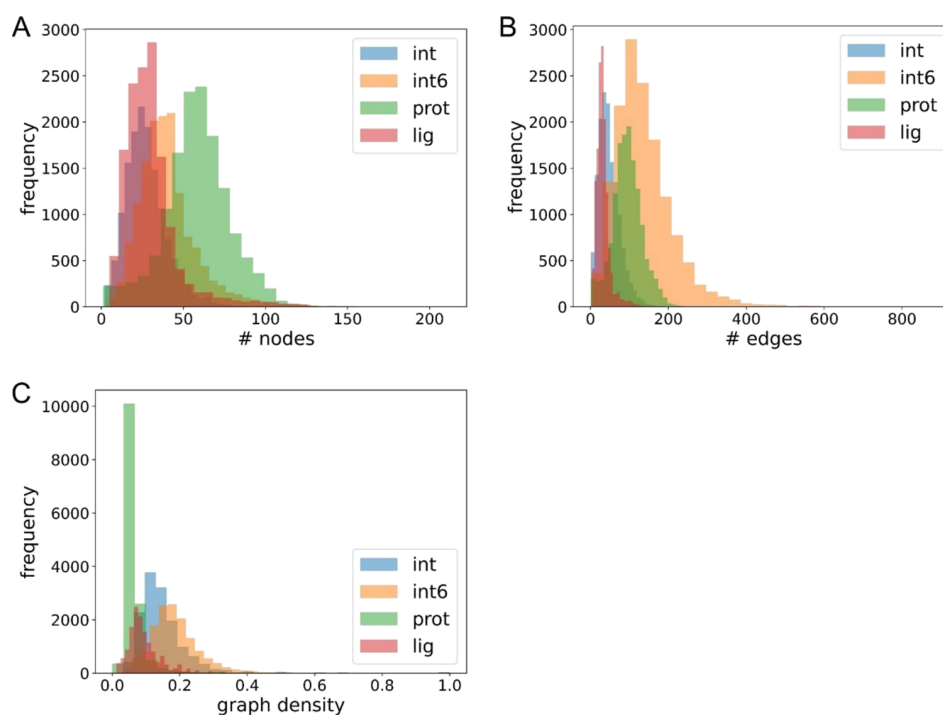 A
3000
2500
2000
1500
1000
500
0
frequency
0
50
100
150
200
# nodes
int
int6
prot
lig
B
3000
2500
2000
1500
1000
500
0
frequency
0
200
400
600
800
# edges
int
int6
prot
lig
C
10000
8000
6000
4000
2000
0
frequency
0.0
0.2
0.4
0.6
0.8
1.0
graph density
int
int6
prot
lig